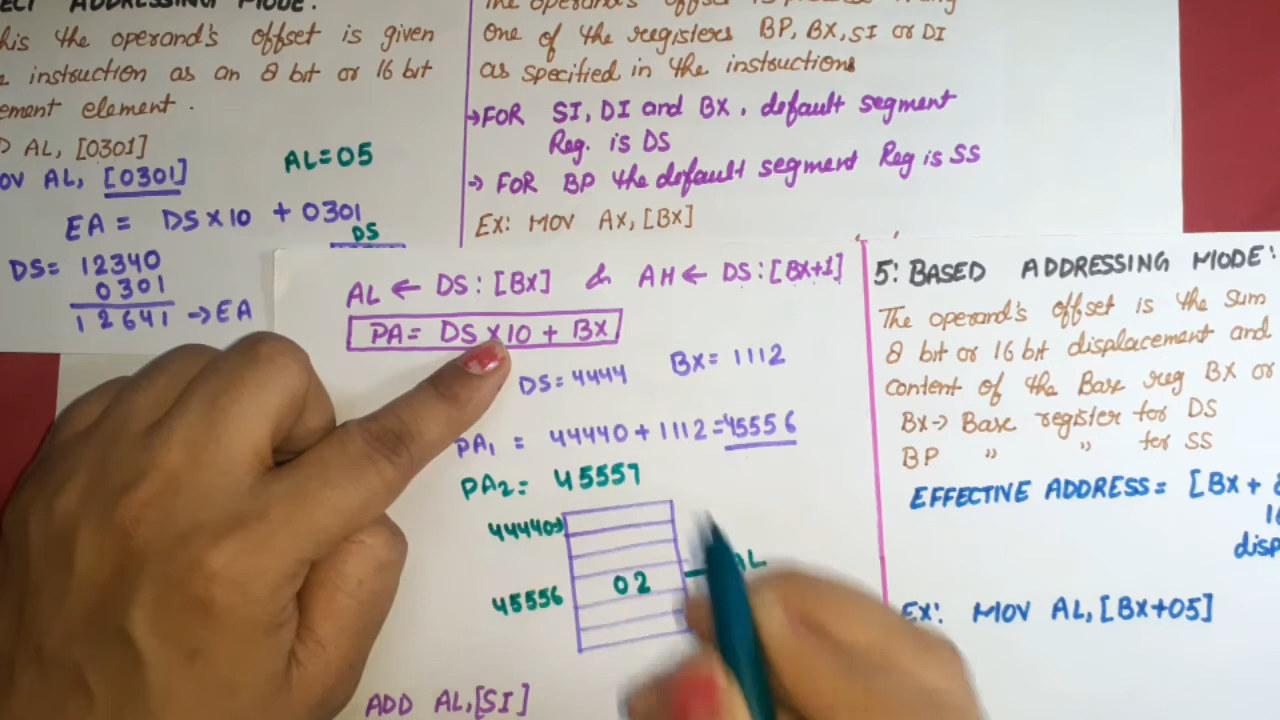 ADDRESSING MODE:
the operand's offset is given
instruction as an 8 bit or 16 bit
element.
AL, [0301]
AL, [0301]
AL=05
EA = DS×10 + 0301
DS
DS= 12340
0301
12641 → EA
operand's offset is
One of the registers BP, BX, SI or DI
as specified in the instructions
→FOR SI, DI and BX, default segment
Reg. is DS
→ FOR BP the default segment Reg is SS
EX: MOV AX,[BX]
AL ← DS:[BX] & AH ← DS:[BX+1]
PA= DS×10 + BX
DS=4444 BX= 1112
PA1 = 44440+1112=45556
PA2= 45557
44440
45556
02
AL
ADD AL,[SI]
5: BASED ADDRESSING MODE:
The operand's offset is the sum
8 bit or 16 bit displacement and
content of the Base reg BX or
BX→ Base register for DS
BP " " for SS
EFFECTIVE ADDRESS= [BX + 8
EX: MOV AL,[BX+05]